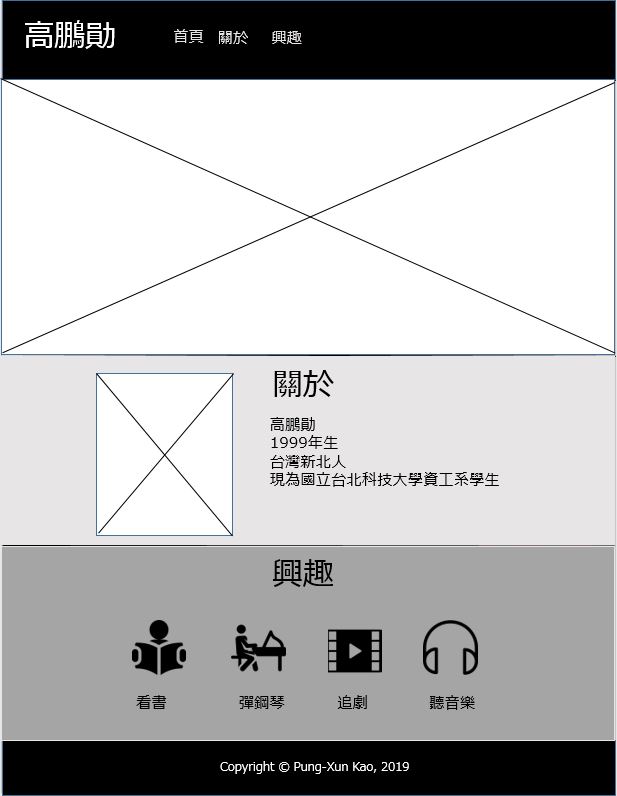 高鵬勛
首頁 關於 興趣
關於
高鵬勛
1999年生
台灣新北人
現為國立台北科技大學資工系學生
興趣
看書 彈鋼琴 追劇 聽音樂
Copyright © Pung-Xun Kao, 2019